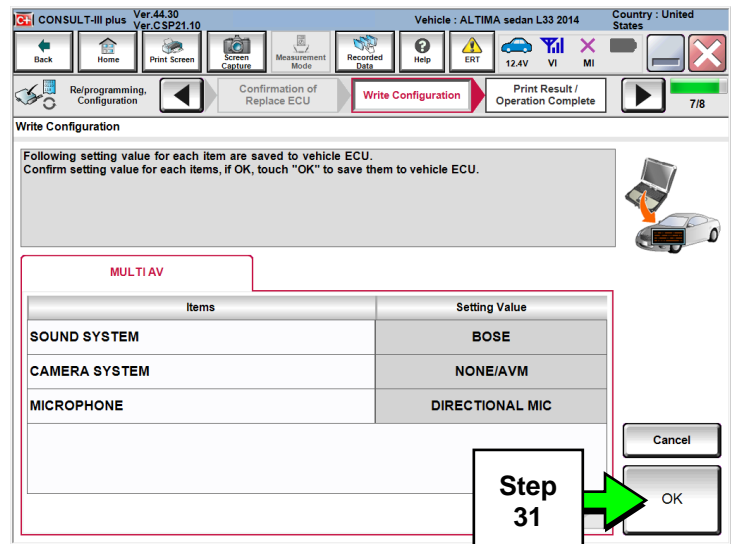 CONSULT-III plus
Ver.44.30
Ver.CSP21.10
Vehicle : ALTIMA sedan L33 2014
Country : United
States
Back
Home
Print Screen
Screen
Capture
Measurement
Mode
Recorded
Data
Help
ERT
12.4V
VI
MI
Re/programming,
Configuration
Confirmation of
Replace ECU
Write Configuration
Print Result /
Operation Complete
7/8
Write Configuration
Following setting value for each item are saved to vehicle ECU.
Confirm setting value for each items, if OK, touch "OK" to save them to vehicle ECU.
MULTI AV
Items
Setting Value
SOUND SYSTEM
BOSE
CAMERA SYSTEM
NONE/AVM
MICROPHONE
DIRECTIONAL MIC
Cancel
Step
31
OK